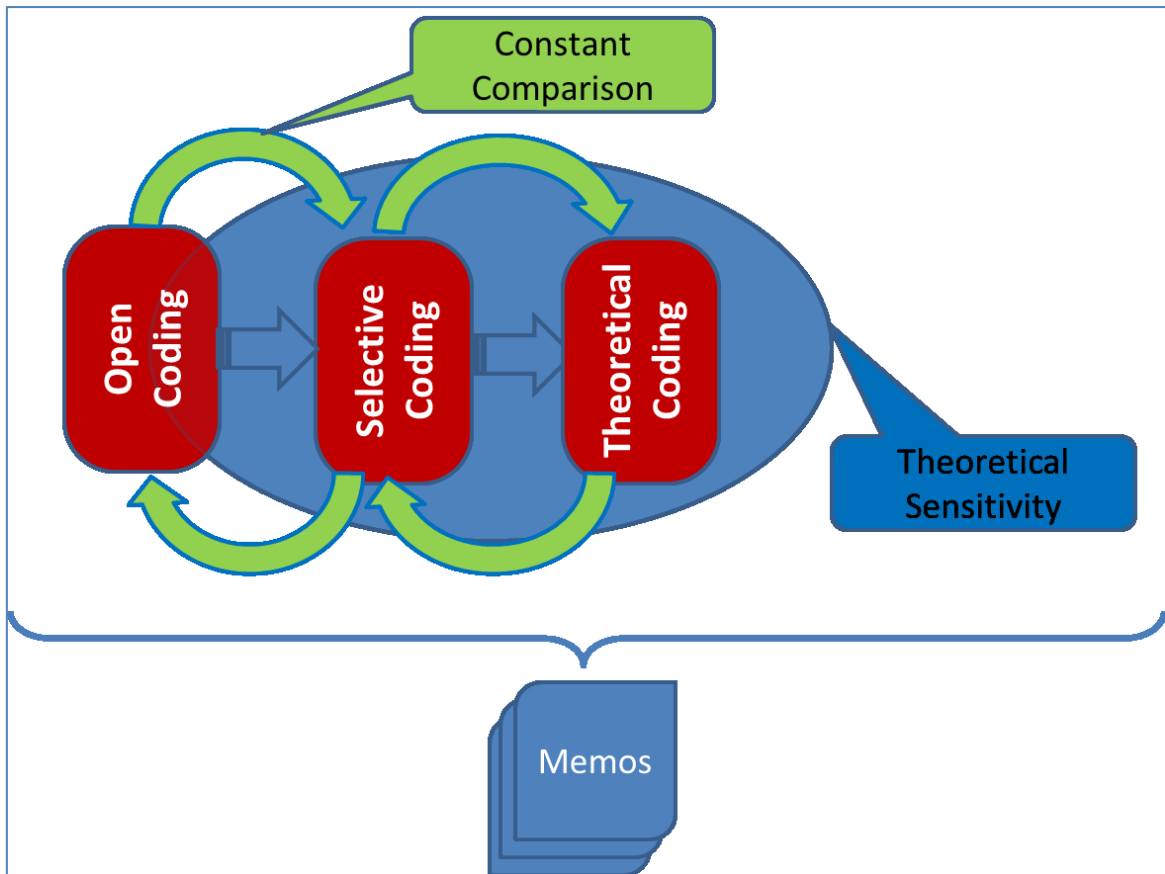 Constant
Comparison
Open
Coding
Selective
Coding
Theoretical
Coding
Theoretical
Sensitivity
Memos